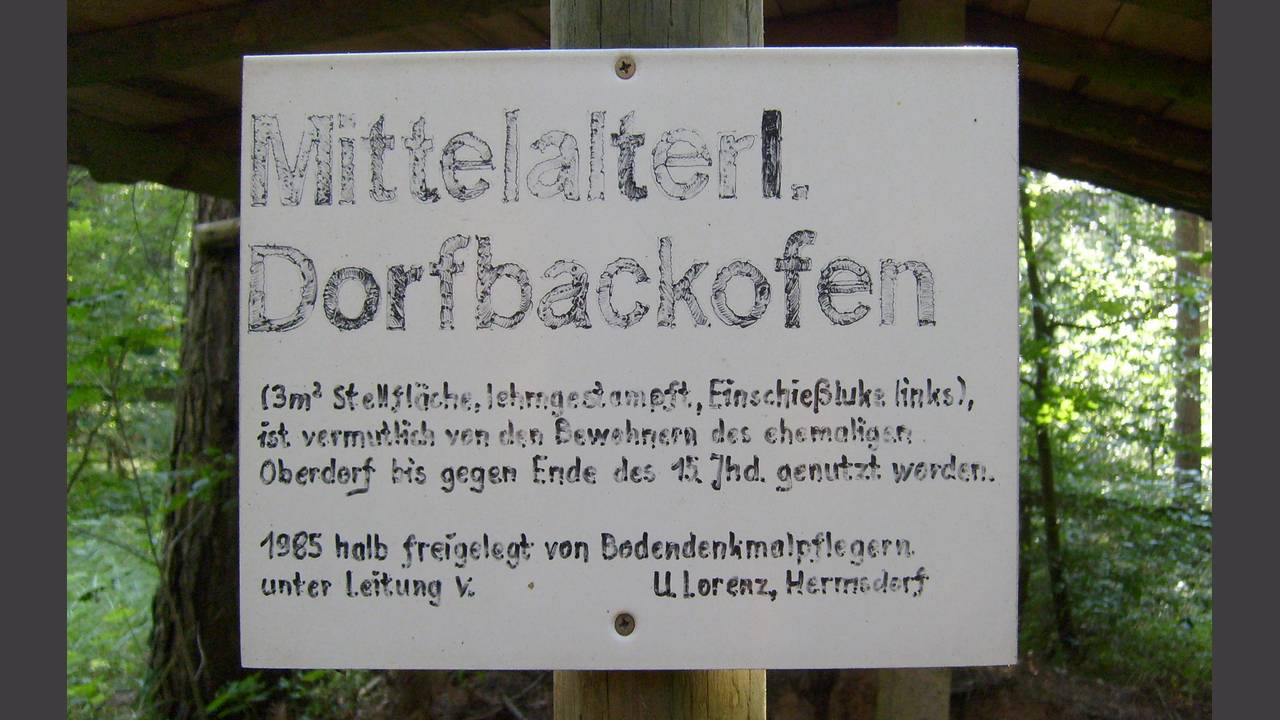 Mittelalterl.
Dorfbackofen
(3m² Stellfläche, lehmgestampft, Einschießluke links),
ist vermutlich von den Bewohnern des ehemaligen
Oberdorf bis gegen Ende des 15. Jhd. genutzt worden.
1985 halb freigelegt von Bodendenkmalpflegern
unter Leitung v. U. Lorenz, Hermsdorf